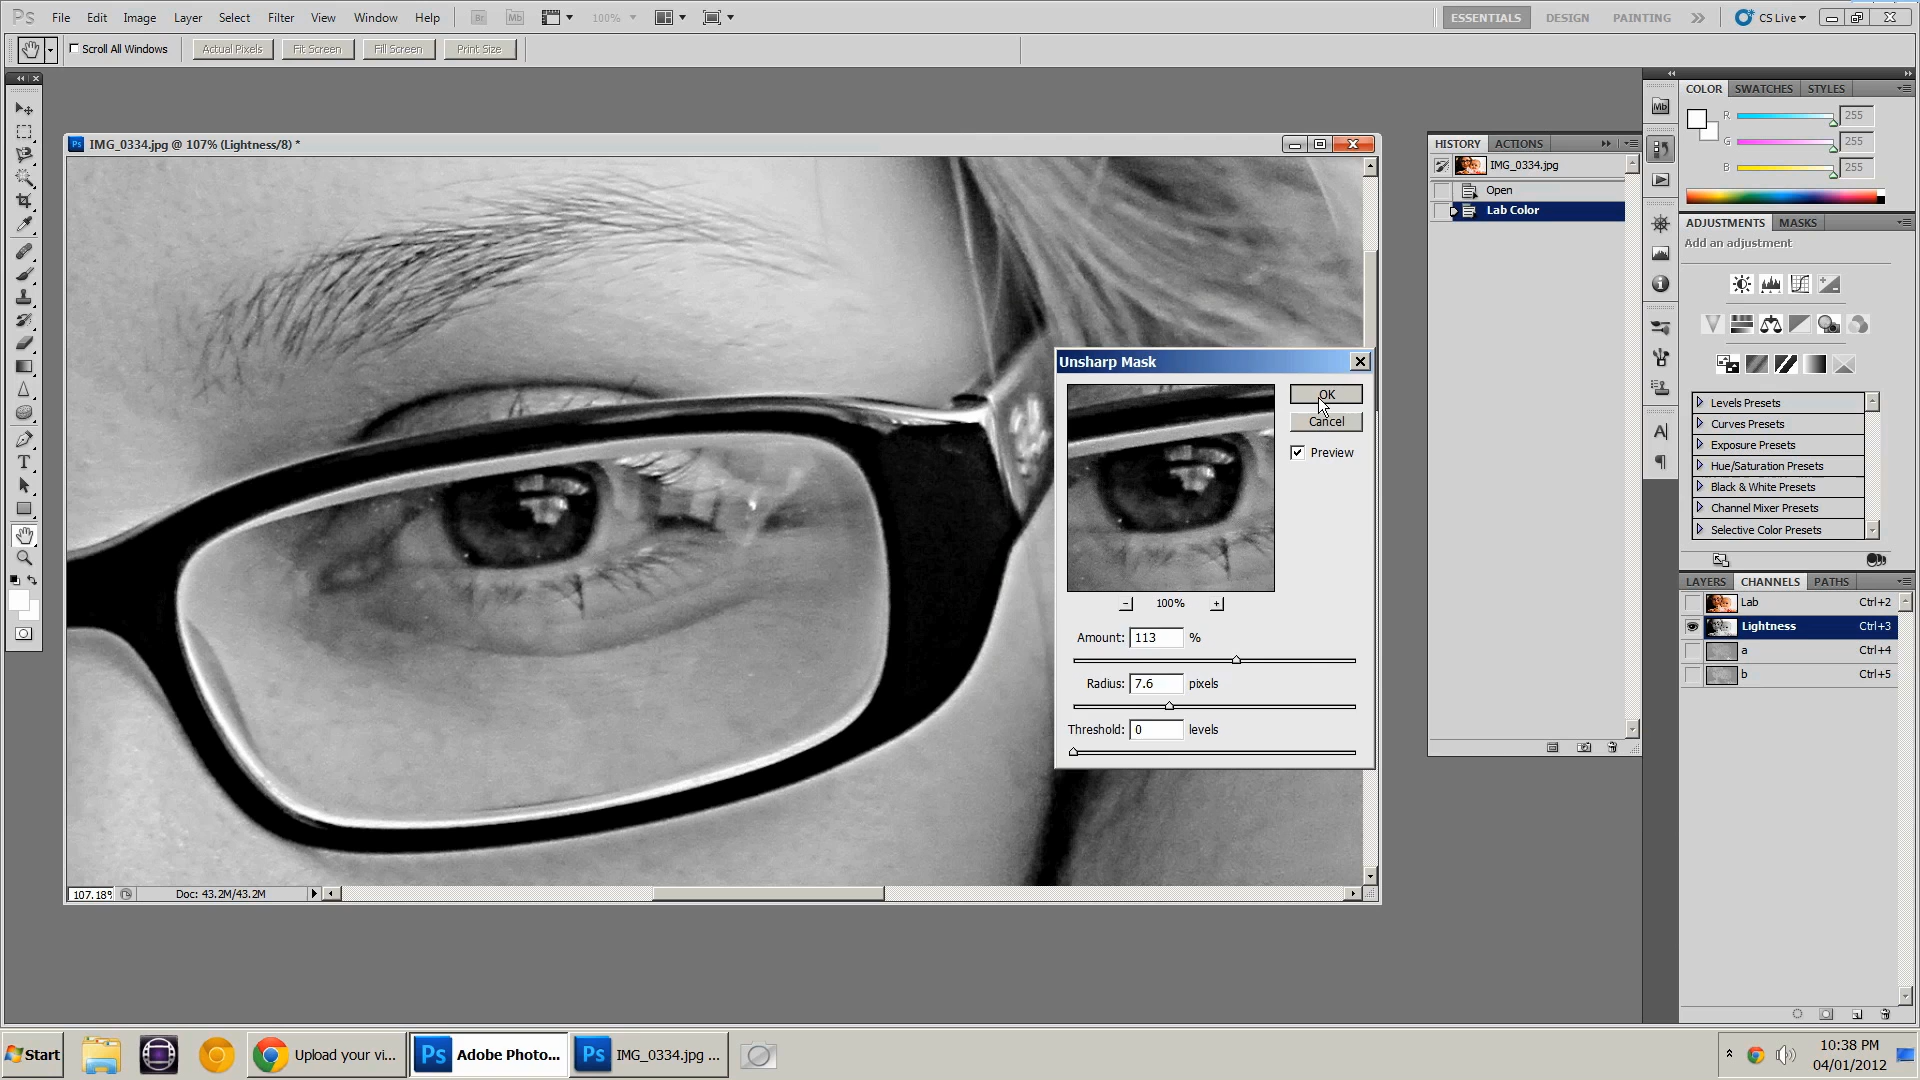 Ps File Edit Image Layer Select Filter View Window Help Br Mb 100% ESSENTIALS DESIGN PAINTING CS Live
Scroll All Windows Actual Pixels Fit Screen Fill Screen Print Size
IMG_0334.jpg @ 107% (Lightness/8) *
107.18% Doc: 43.2M/43.2M
Unsharp Mask
OK
Cancel
Preview
100%
Amount: 113 %
Radius: 7.6 pixels
Threshold: 0 levels
HISTORY ACTIONS
IMG_0334.jpg
Open
Lab Color
Mb
COLOR SWATCHES STYLES
R 255
G 255
B 255
ADJUSTMENTS MASKS
Add an adjustment
Levels Presets
Curves Presets
Exposure Presets
Hue/Saturation Presets
Black & White Presets
Channel Mixer Presets
Selective Color Presets
LAYERS CHANNELS PATHS
Lab Ctrl+2
Lightness Ctrl+3
a Ctrl+4
b Ctrl+5
Start Upload your vi... Ps Adobe Photo... Ps IMG_0334.jpg ...
10:38 PM
04/01/2012